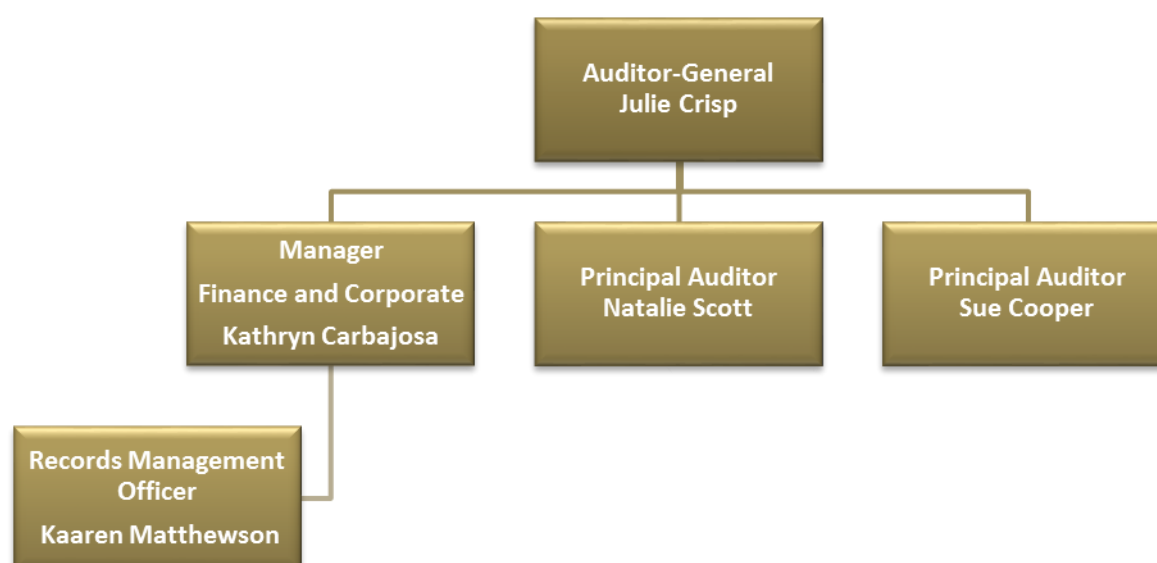 Auditor-General
Julie Crisp
Manager
Finance and Corporate
Kathryn Carbajosa
Principal Auditor
Natalie Scott
Principal Auditor
Sue Cooper
Records Management
Officer
Kaaren Matthewson